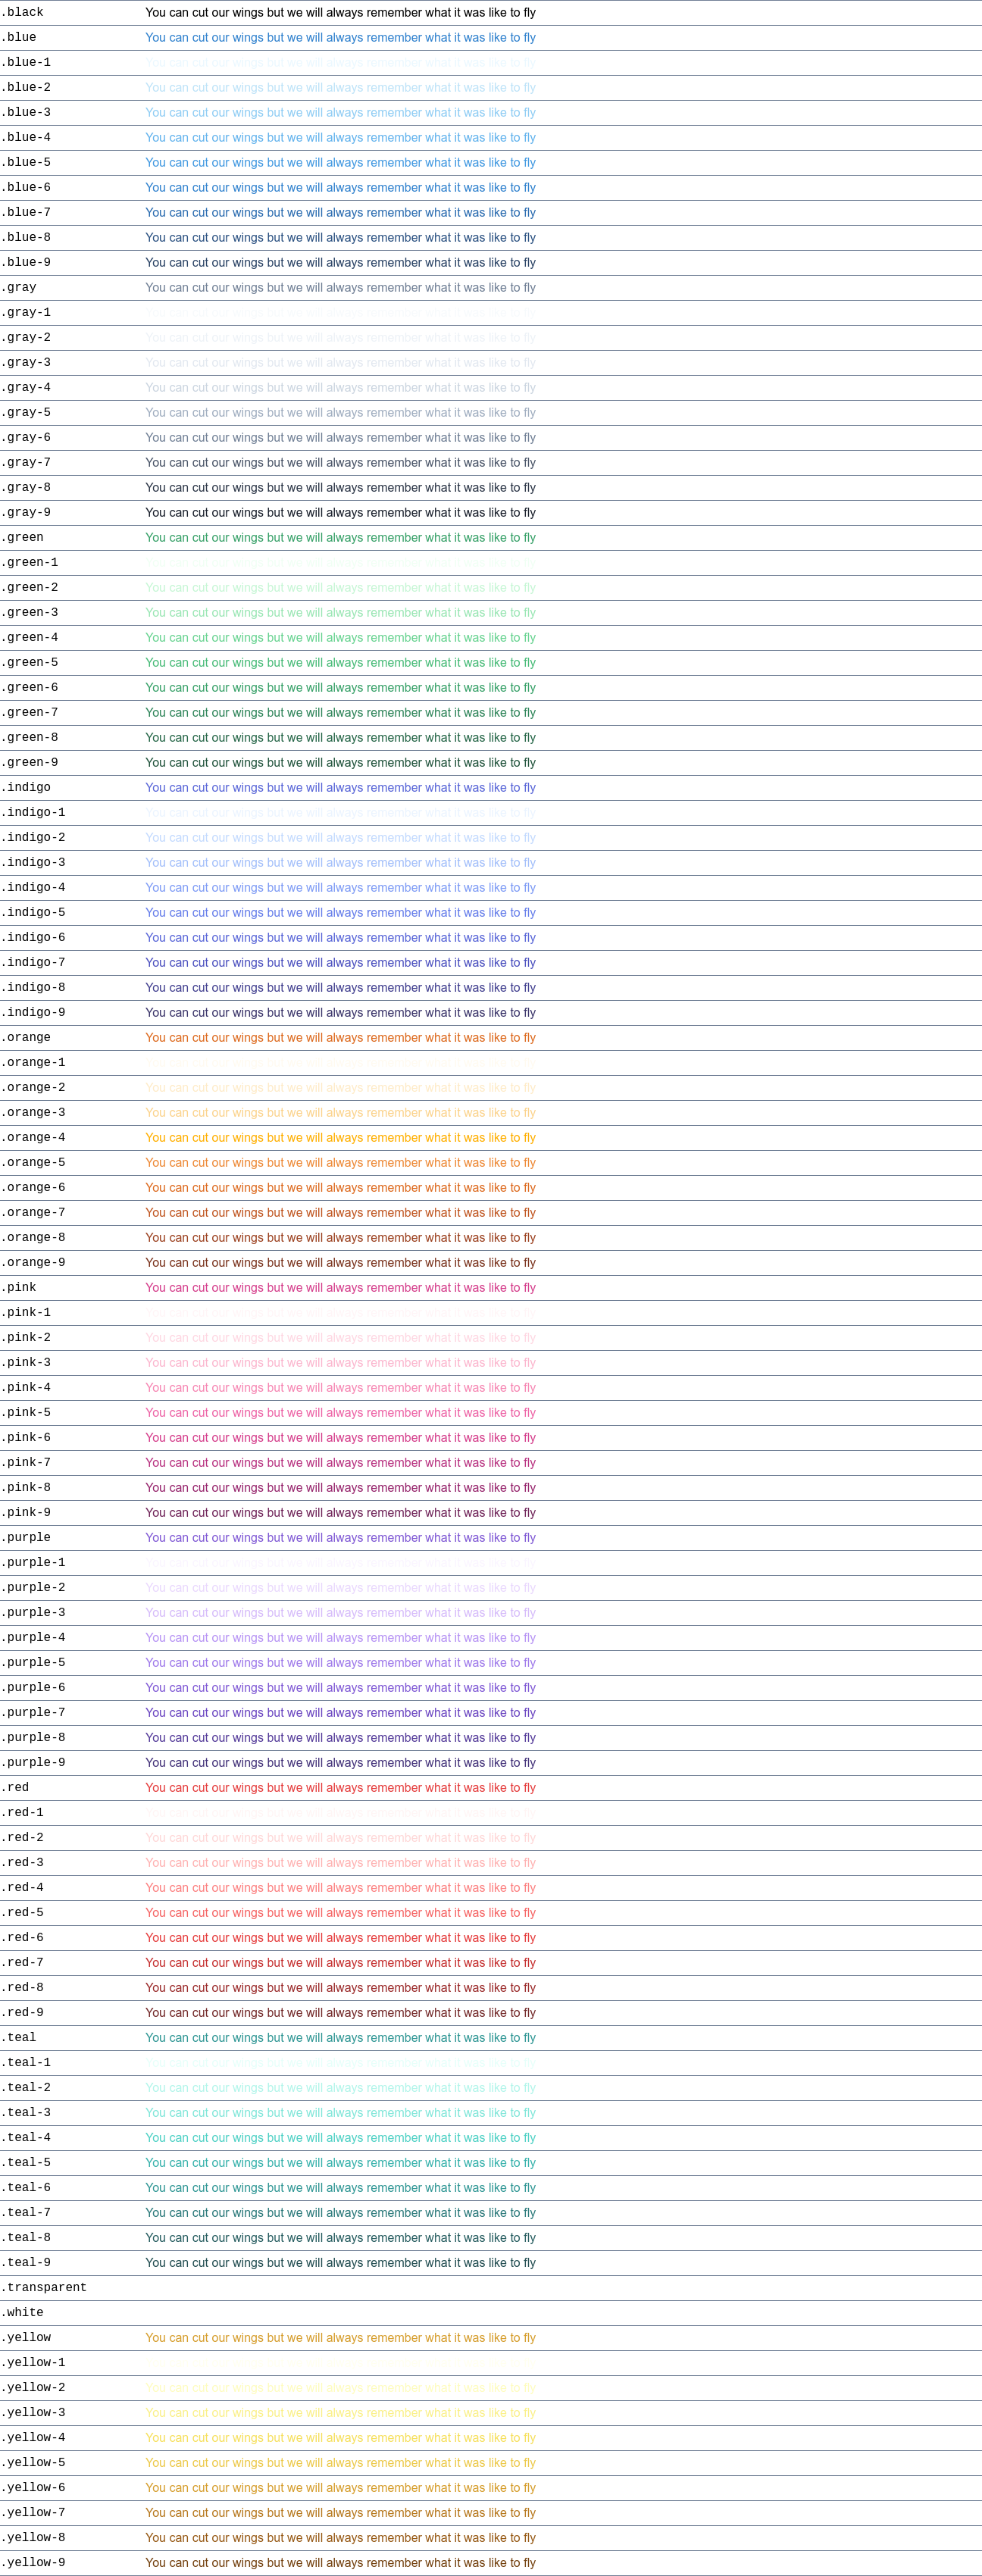 .black You can cut our wings but we will always remember what it was like to fly
.blue You can cut our wings but we will always remember what it was like to fly
.blue-1 You can cut our wings but we will always remember what it was like to fly
.blue-2 You can cut our wings but we will always remember what it was like to fly
.blue-3 You can cut our wings but we will always remember what it was like to fly
.blue-4 You can cut our wings but we will always remember what it was like to fly
.blue-5 You can cut our wings but we will always remember what it was like to fly
.blue-6 You can cut our wings but we will always remember what it was like to fly
.blue-7 You can cut our wings but we will always remember what it was like to fly
.blue-8 You can cut our wings but we will always remember what it was like to fly
.blue-9 You can cut our wings but we will always remember what it was like to fly
.gray You can cut our wings but we will always remember what it was like to fly
.gray-1 You can cut our wings but we will always remember what it was like to fly
.gray-2 You can cut our wings but we will always remember what it was like to fly
.gray-3 You can cut our wings but we will always remember what it was like to fly
.gray-4 You can cut our wings but we will always remember what it was like to fly
.gray-5 You can cut our wings but we will always remember what it was like to fly
.gray-6 You can cut our wings but we will always remember what it was like to fly
.gray-7 You can cut our wings but we will always remember what it was like to fly
.gray-8 You can cut our wings but we will always remember what it was like to fly
.gray-9 You can cut our wings but we will always remember what it was like to fly
.green You can cut our wings but we will always remember what it was like to fly
.green-1 You can cut our wings but we will always remember what it was like to fly
.green-2 You can cut our wings but we will always remember what it was like to fly
.green-3 You can cut our wings but we will always remember what it was like to fly
.green-4 You can cut our wings but we will always remember what it was like to fly
.green-5 You can cut our wings but we will always remember what it was like to fly
.green-6 You can cut our wings but we will always remember what it was like to fly
.green-7 You can cut our wings but we will always remember what it was like to fly
.green-8 You can cut our wings but we will always remember what it was like to fly
.green-9 You can cut our wings but we will always remember what it was like to fly
.indigo You can cut our wings but we will always remember what it was like to fly
.indigo-1 You can cut our wings but we will always remember what it was like to fly
.indigo-2 You can cut our wings but we will always remember what it was like to fly
.indigo-3 You can cut our wings but we will always remember what it was like to fly
.indigo-4 You can cut our wings but we will always remember what it was like to fly
.indigo-5 You can cut our wings but we will always remember what it was like to fly
.indigo-6 You can cut our wings but we will always remember what it was like to fly
.indigo-7 You can cut our wings but we will always remember what it was like to fly
.indigo-8 You can cut our wings but we will always remember what it was like to fly
.indigo-9 You can cut our wings but we will always remember what it was like to fly
.orange You can cut our wings but we will always remember what it was like to fly
.orange-1
.orange-2 You can cut our wings but we will always remember what it was like to fly
.orange-3 You can cut our wings but we will always remember what it was like to fly
.orange-4 You can cut our wings but we will always remember what it was like to fly
.orange-5 You can cut our wings but we will always remember what it was like to fly
.orange-6 You can cut our wings but we will always remember what it was like to fly
.orange-7 You can cut our wings but we will always remember what it was like to fly
.orange-8 You can cut our wings but we will always remember what it was like to fly
.orange-9 You can cut our wings but we will always remember what it was like to fly
.pink You can cut our wings but we will always remember what it was like to fly
.pink-1 You can cut our wings but we will always remember what it was like to fly
.pink-2 You can cut our wings but we will always remember what it was like to fly
.pink-3 You can cut our wings but we will always remember what it was like to fly
.pink-4 You can cut our wings but we will always remember what it was like to fly
.pink-5 You can cut our wings but we will always remember what it was like to fly
.pink-6 You can cut our wings but we will always remember what it was like to fly
.pink-7 You can cut our wings but we will always remember what it was like to fly
.pink-8 You can cut our wings but we will always remember what it was like to fly
.pink-9 You can cut our wings but we will always remember what it was like to fly
.purple You can cut our wings but we will always remember what it was like to fly
.purple-1 You can cut our wings but we will always remember what it was like to fly
.purple-2 You can cut our wings but we will always remember what it was like to fly
.purple-3 You can cut our wings but we will always remember what it was like to fly
.purple-4 You can cut our wings but we will always remember what it was like to fly
.purple-5 You can cut our wings but we will always remember what it was like to fly
.purple-6 You can cut our wings but we will always remember what it was like to fly
.purple-7 You can cut our wings but we will always remember what it was like to fly
.purple-8 You can cut our wings but we will always remember what it was like to fly
.purple-9 You can cut our wings but we will always remember what it was like to fly
.red You can cut our wings but we will always remember what it was like to fly
.red-1 You can cut our wings but we will always remember what it was like to fly
.red-2 You can cut our wings but we will always remember what it was like to fly
.red-3 You can cut our wings but we will always remember what it was like to fly
.red-4 You can cut our wings but we will always remember what it was like to fly
.red-5 You can cut our wings but we will always remember what it was like to fly
.red-6 You can cut our wings but we will always remember what it was like to fly
.red-7 You can cut our wings but we will always remember what it was like to fly
.red-8 You can cut our wings but we will always remember what it was like to fly
.red-9 You can cut our wings but we will always remember what it was like to fly
.teal You can cut our wings but we will always remember what it was like to fly
.teal-1 You can cut our wings but we will always remember what it was like to fly
.teal-2 You can cut our wings but we will always remember what it was like to fly
.teal-3 You can cut our wings but we will always remember what it was like to fly
.teal-4 You can cut our wings but we will always remember what it was like to fly
.teal-5 You can cut our wings but we will always remember what it was like to fly
.teal-6 You can cut our wings but we will always remember what it was like to fly
.teal-7 You can cut our wings but we will always remember what it was like to fly
.teal-8 You can cut our wings but we will always remember what it was like to fly
.teal-9 You can cut our wings but we will always remember what it was like to fly
.transparent
.white
.yellow You can cut our wings but we will always remember what it was like to fly
.yellow-1
.yellow-2 You can cut our wings but we will always remember what it was like to fly
.yellow-3 You can cut our wings but we will always remember what it was like to fly
.yellow-4 You can cut our wings but we will always remember what it was like to fly
.yellow-5 You can cut our wings but we will always remember what it was like to fly
.yellow-6 You can cut our wings but we will always remember what it was like to fly
.yellow-7 You can cut our wings but we will always remember what it was like to fly
.yellow-8 You can cut our wings but we will always remember what it was like to fly
.yellow-9 You can cut our wings but we will always remember what it was like to fly